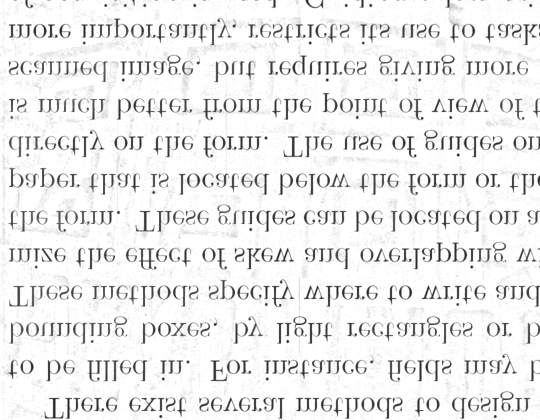 There exist several methods to design
to be filled in. For instance, fields may b
bounding boxes, by light rectangles or b
These methods specify where to write and
mize the effect of skew and overlapping wi
the form. These guides can be located on a
paper that is located below the form or the
directly on the form. The use of guides on
is much better from the point of view of t
scanned image, but requires giving more
more importantly, restricts its use to tasks